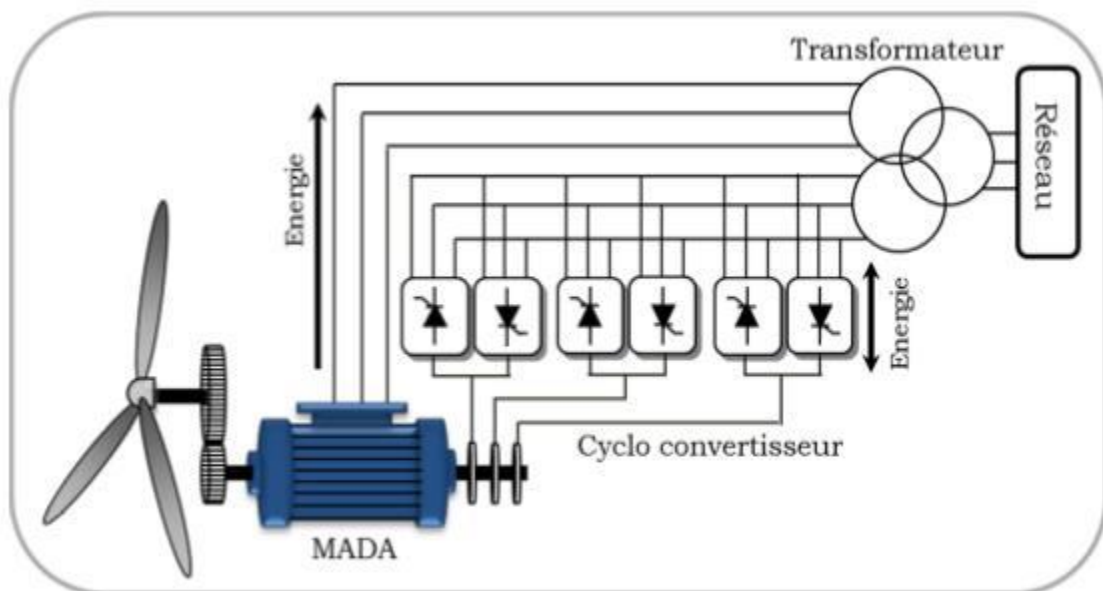 Transformateur
Réseau
Energie
Energie
Cyclo convertisseur
MADA